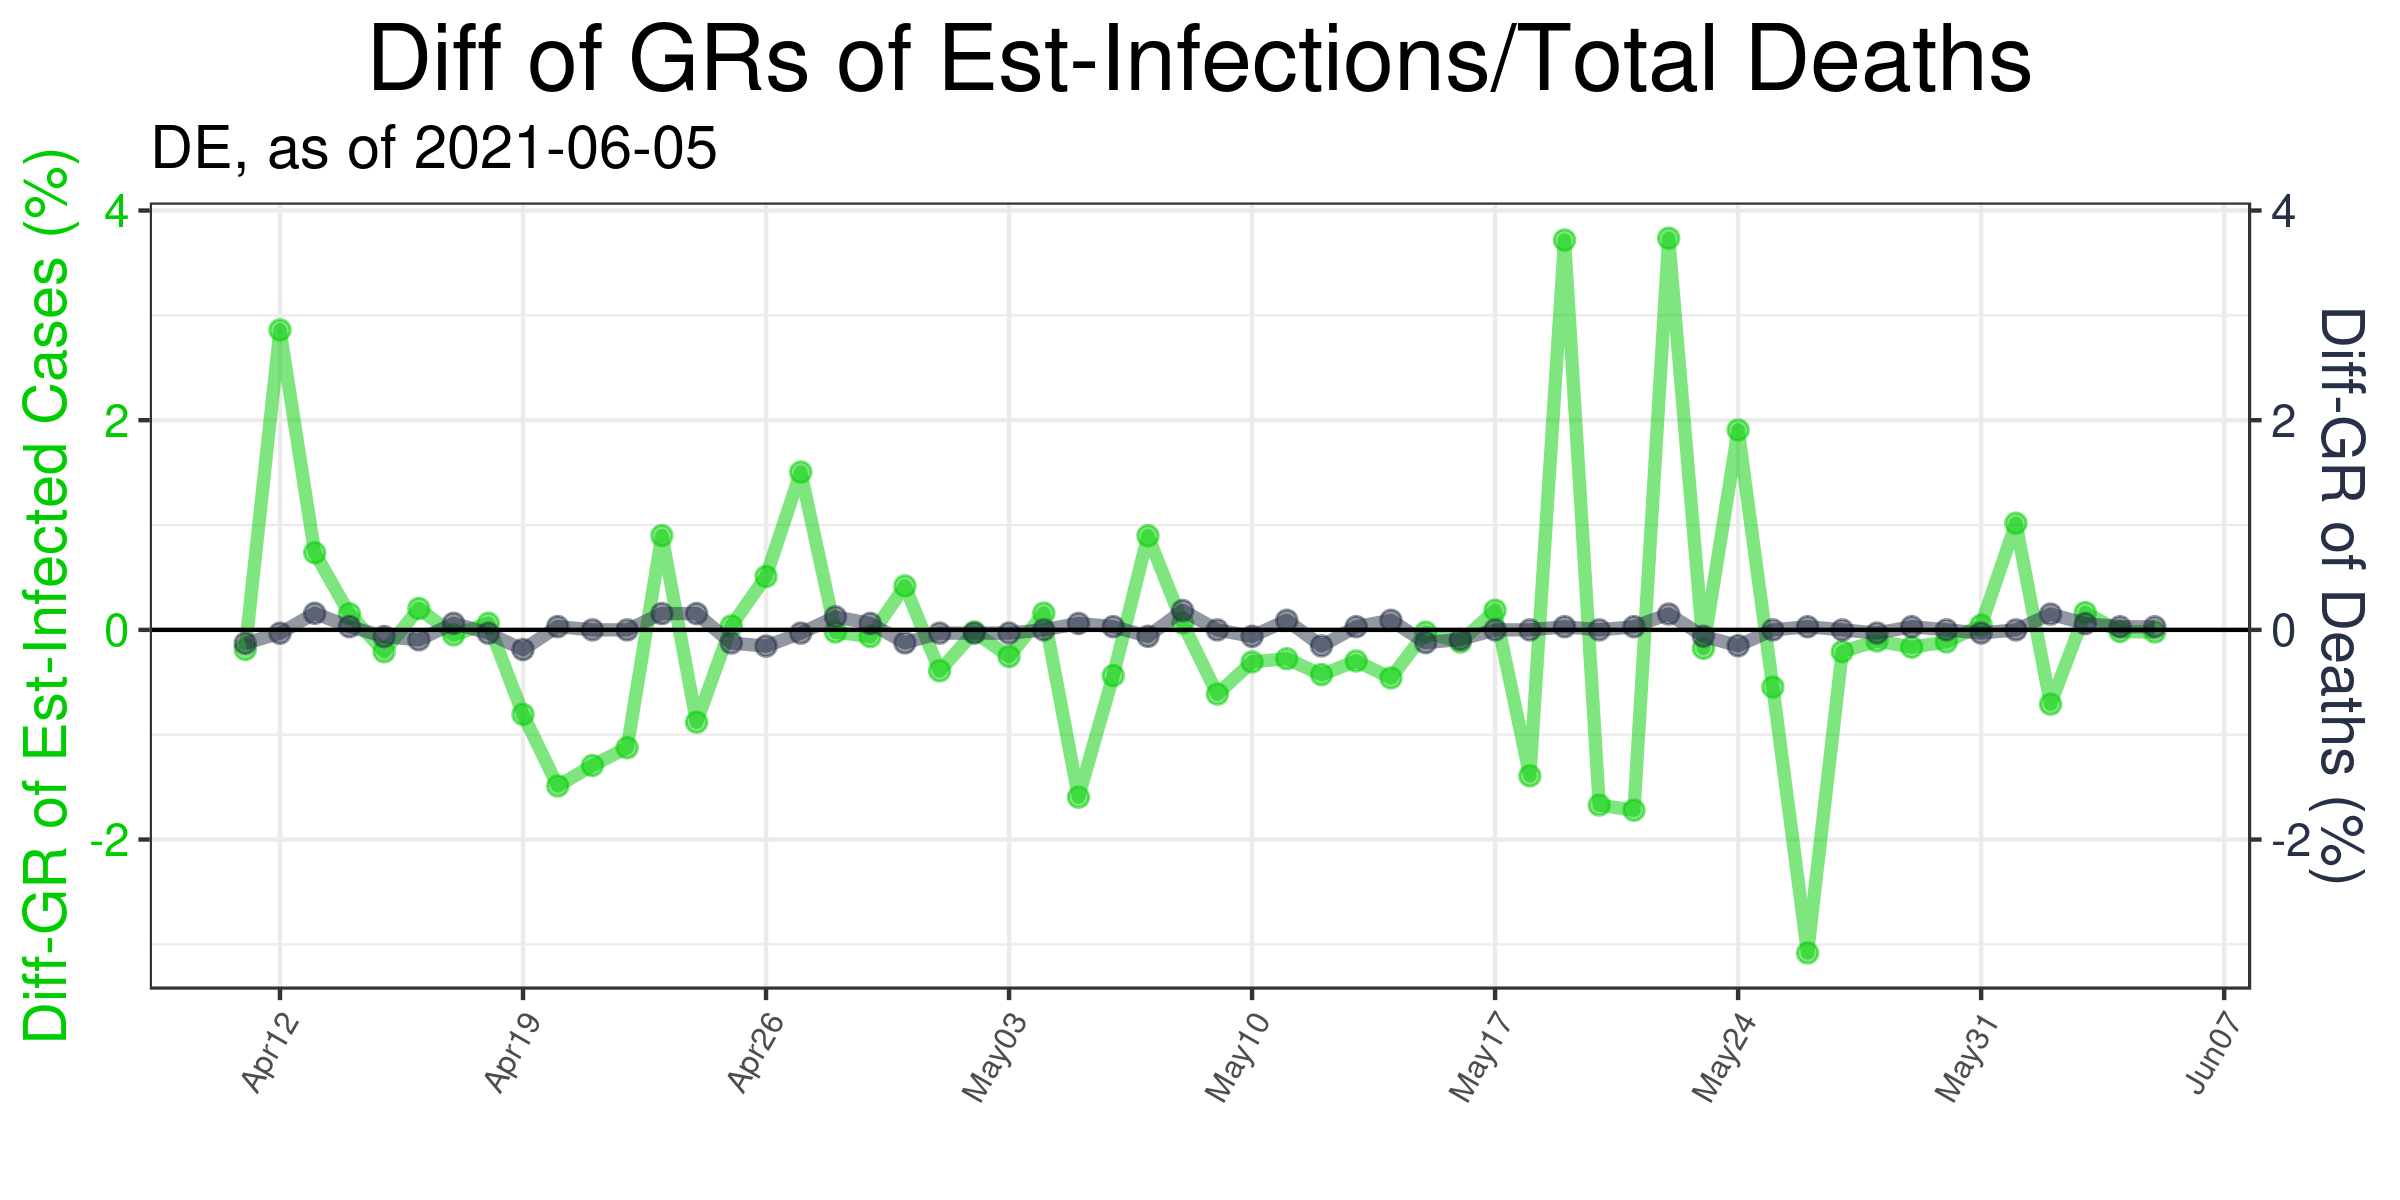 Diff of GRs of Est-Infections/Total Deaths
DE, as of 2021-06-05
Diff-GR of Est-Infected Cases (%)
4
2
0
-2
4
2
0
-2
Diff-GR of Deaths (%)
Apr12
Apr19
Apr26
May03
May10
May17
May24
May31
Jun07